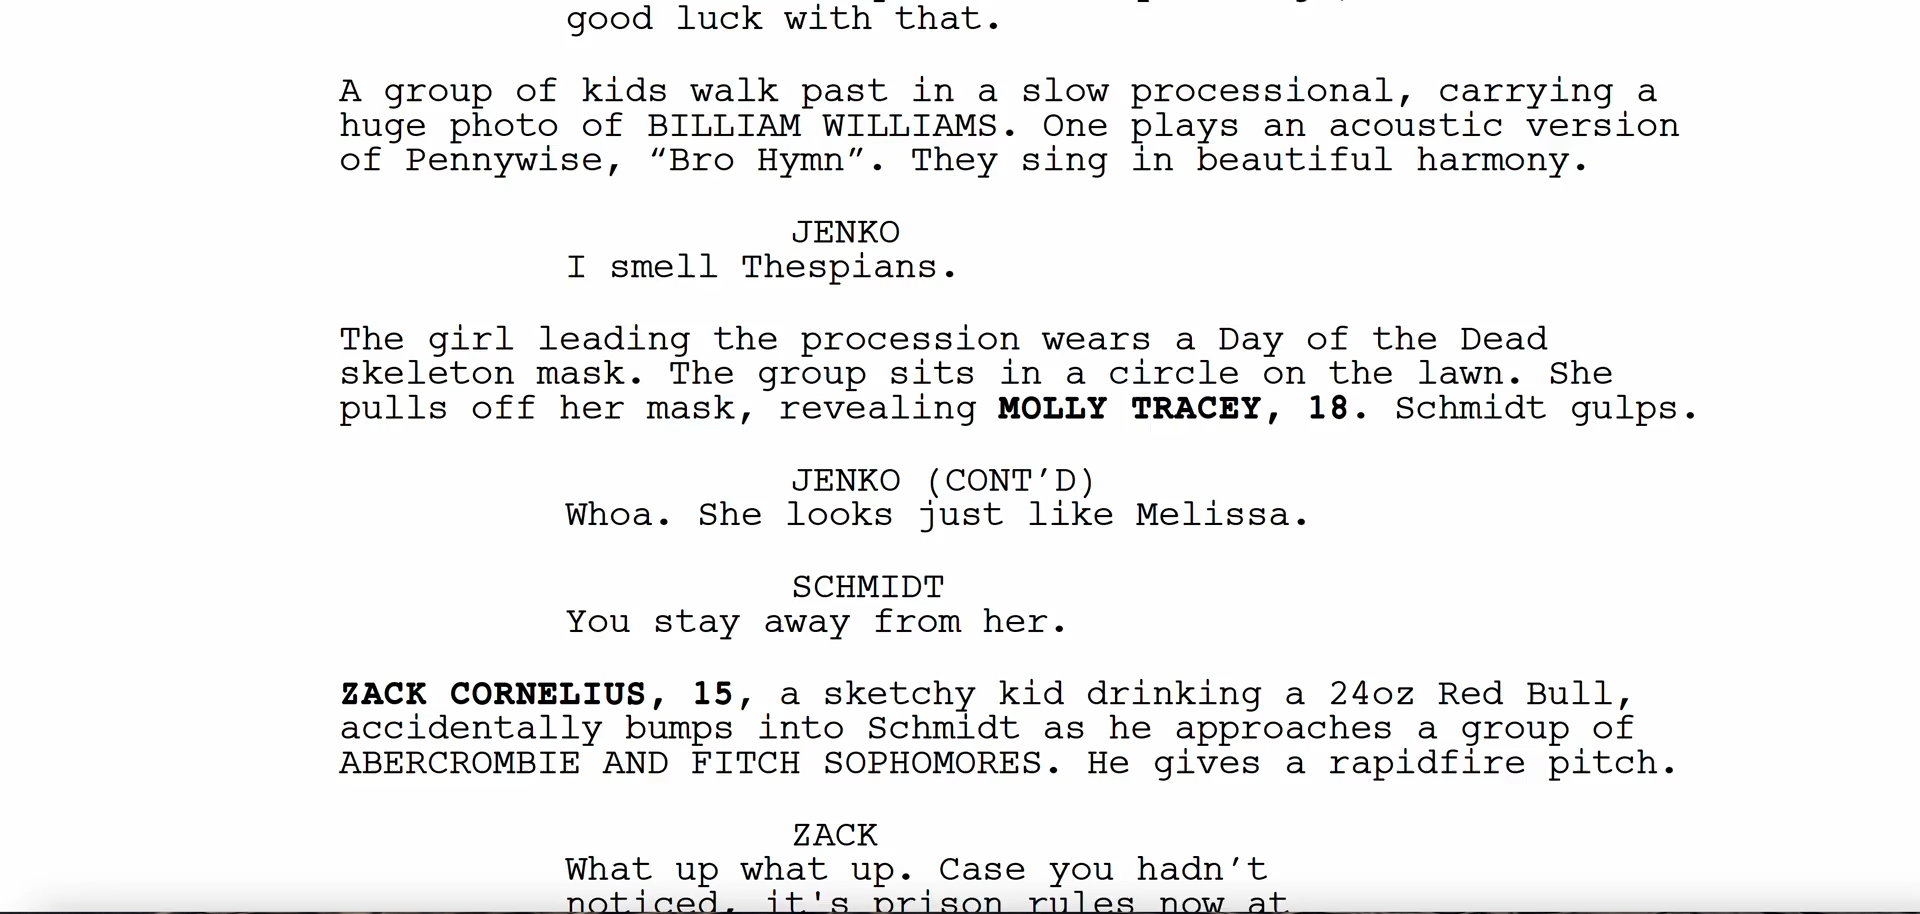 good luck with that.
A group of kids walk past in a slow processional, carrying a
huge photo of BILLIAM WILLIAMS. One plays an acoustic version
of Pennywise, “Bro Hymn”. They sing in beautiful harmony.
JENKO
I smell Thespians.
The girl leading the procession wears a Day of the Dead
skeleton mask. The group sits in a circle on the lawn. She
pulls off her mask, revealing MOLLY TRACEY, 18. Schmidt gulps.
JENKO (CONT’D)
Whoa. She looks just like Melissa.
SCHMIDT
You stay away from her.
ZACK CORNELIUS, 15, a sketchy kid drinking a 24oz Red Bull,
accidentally bumps into Schmidt as he approaches a group of
ABERCROMBIE AND FITCH SOPHOMORES. He gives a rapidfire pitch.
ZACK
What up what up. Case you hadn’t
noticed, it's prison rules now at